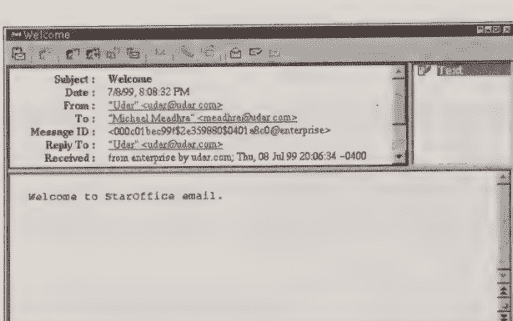 Welcome
Subject : Welcome
Date : 7/8/99, 8:08:32 PM
From : "Udar" <udar@udar.com>
To : "Michael Meadhra" <meadhra@udar.com>
Message ID : <000c01bec99f$2e359880$0401a8c0@enterprise>
Reply To : "Udar" <udar@udar.com>
Received : from enterprise by udar.com; Thu, 08 Jul 99 20:06:34 -0400
Text
Welcome to StarOffice email.